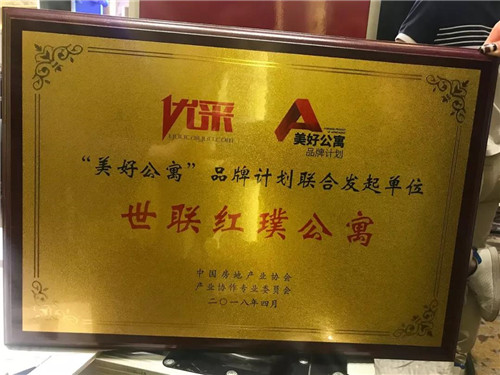 优采
美好公寓
品牌计划
“美好公寓”品牌计划联合发起单位
世联红璞公寓
中国房地产业协会
产业协作专业委员会
二〇一八年四月